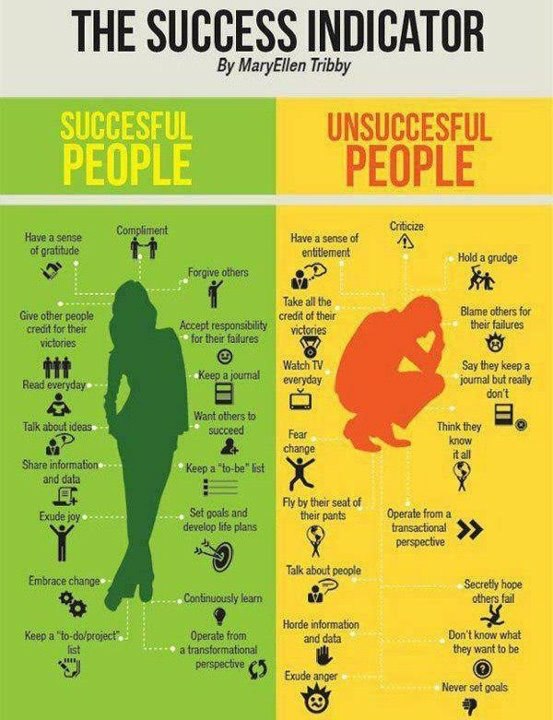 THE SUCCESS INDICATOR
By MaryEllen Tribby
SUCCESFUL
PEOPLE
Have a sense
of gratitude
Compliment
Forgive others
Give other people
credit for their
victories
Accept responsibility
for their failures
Read everyday
Keep a journal
Talk about ideas
Want others to
succeed
Share information
and data
Keep a "to-be" list
Exude joy
Set goals and
develop life plans
Embrace change
Continuously learn
Keep a "to-do/project"
list
Operate from
a transformational
perspective
UNSUCCESFUL
PEOPLE
Have a sense of
entitlement
Criticize
Hold a grudge
Take all the
credit of their
victories
Blame others for
their failures
Watch TV
everyday
Say they keep a
journal but really
don't
Fear
change
Think they
know
it all
Fly by their seat of
their pants
Operate from a
transactional
perspective
Talk about people
Secretly hope
others fail
Horde information
and data
Don't know what
they want to be
Exude anger
Never set goals